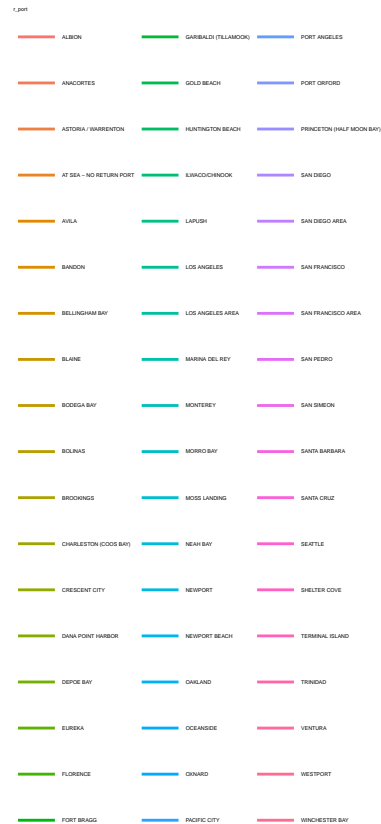 r_port
ALBION
ANACORTES
ASTORIA / WARRENTON
AT SEA – NO RETURN PORT
AVILA
BANDON
BELLINGHAM BAY
BLAINE
BODEGA BAY
BOLINAS
BROOKINGS
CHARLESTON (COOS BAY)
CRESCENT CITY
DANA POINT HARBOR
DEPOE BAY
EUREKA
FLORENCE
FORT BRAGG
GARIBALDI (TILLAMOOK)
GOLD BEACH
HUNTINGTON BEACH
ILWACO/CHINOOK
LAPUSH
LOS ANGELES
LOS ANGELES AREA
MARINA DEL REY
MONTEREY
MORRO BAY
MOSS LANDING
NEAH BAY
NEWPORT
NEWPORT BEACH
OAKLAND
OCEANSIDE
OXNARD
PACIFIC CITY
PORT ANGELES
PORT ORFORD
PRINCETON (HALF MOON BAY)
SAN DIEGO
SAN DIEGO AREA
SAN FRANCISCO
SAN FRANCISCO AREA
SAN PEDRO
SAN SIMEON
SANTA BARBARA
SANTA CRUZ
SEATTLE
SHELTER COVE
TERMINAL ISLAND
TRINIDAD
VENTURA
WESTPORT
WINCHESTER BAY